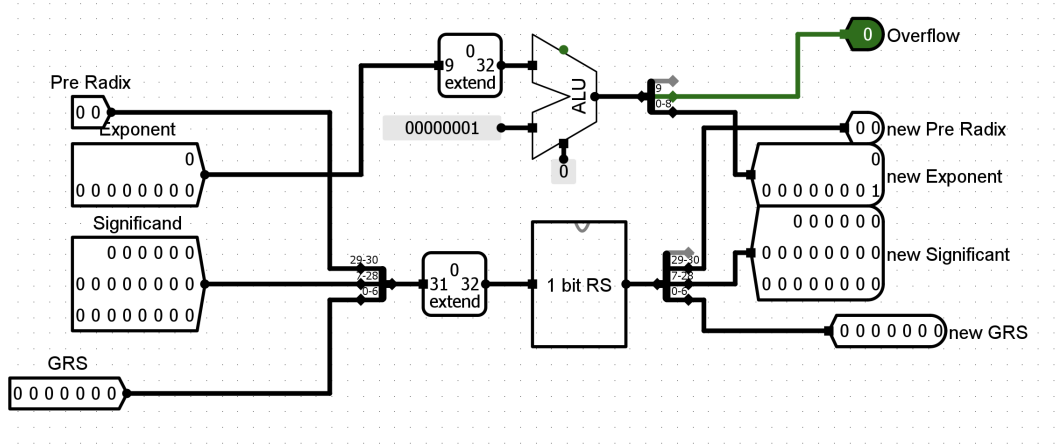 Overflow
0
0
9 32
extend
9
0-8
ALU
Pre Radix
0 0
Exponent
0
0 0 0 0 0 0 0 0
00000001
0
0 0
new Pre Radix
0
0 0 0 0 0 0 0 1
new Exponent
Significand
0 0 0 0 0 0
0 0 0 0 0 0 0 0
0 0 0 0 0 0 0 0
29-30
7-28
0-6
0
31 32
extend
1 bit RS
29-30
7-28
0-6
0 0 0 0 0 0
0 0 0 0 0 0 0 0
0 0 0 0 0 0 0 0
new Significant
0 0 0 0 0 0 0
new GRS
GRS
0 0 0 0 0 0 0